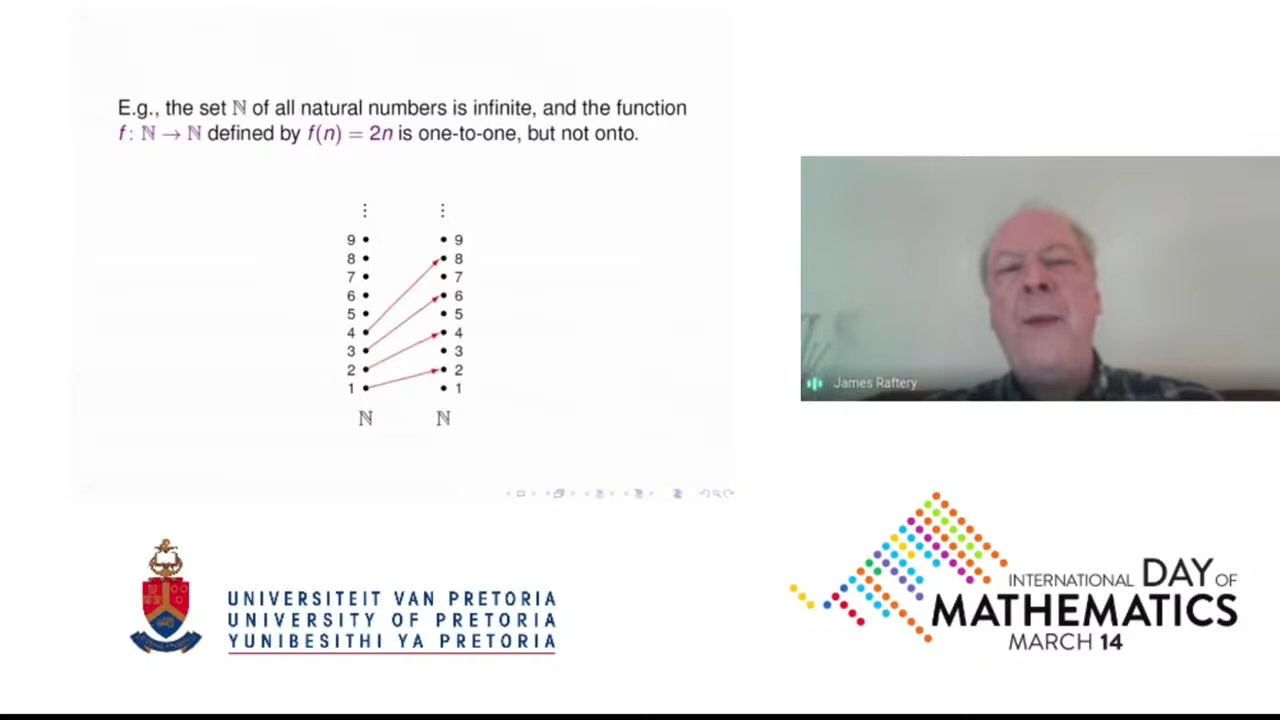 E.g., the set ℕ of all natural numbers is infinite, and the function
f : ℕ → ℕ defined by f(n) = 2n is one-to-one, but not onto.
⋮ ⋮
9 9
8 8
7 7
6 6
5 5
4 4
3 3
2 2
1 1
ℕ ℕ
James Raftery
UNIVERSITEIT VAN PRETORIA
UNIVERSITY OF PRETORIA
YUNIBESITHI YA PRETORIA
INTERNATIONAL DAY OF
MATHEMATICS
MARCH 14